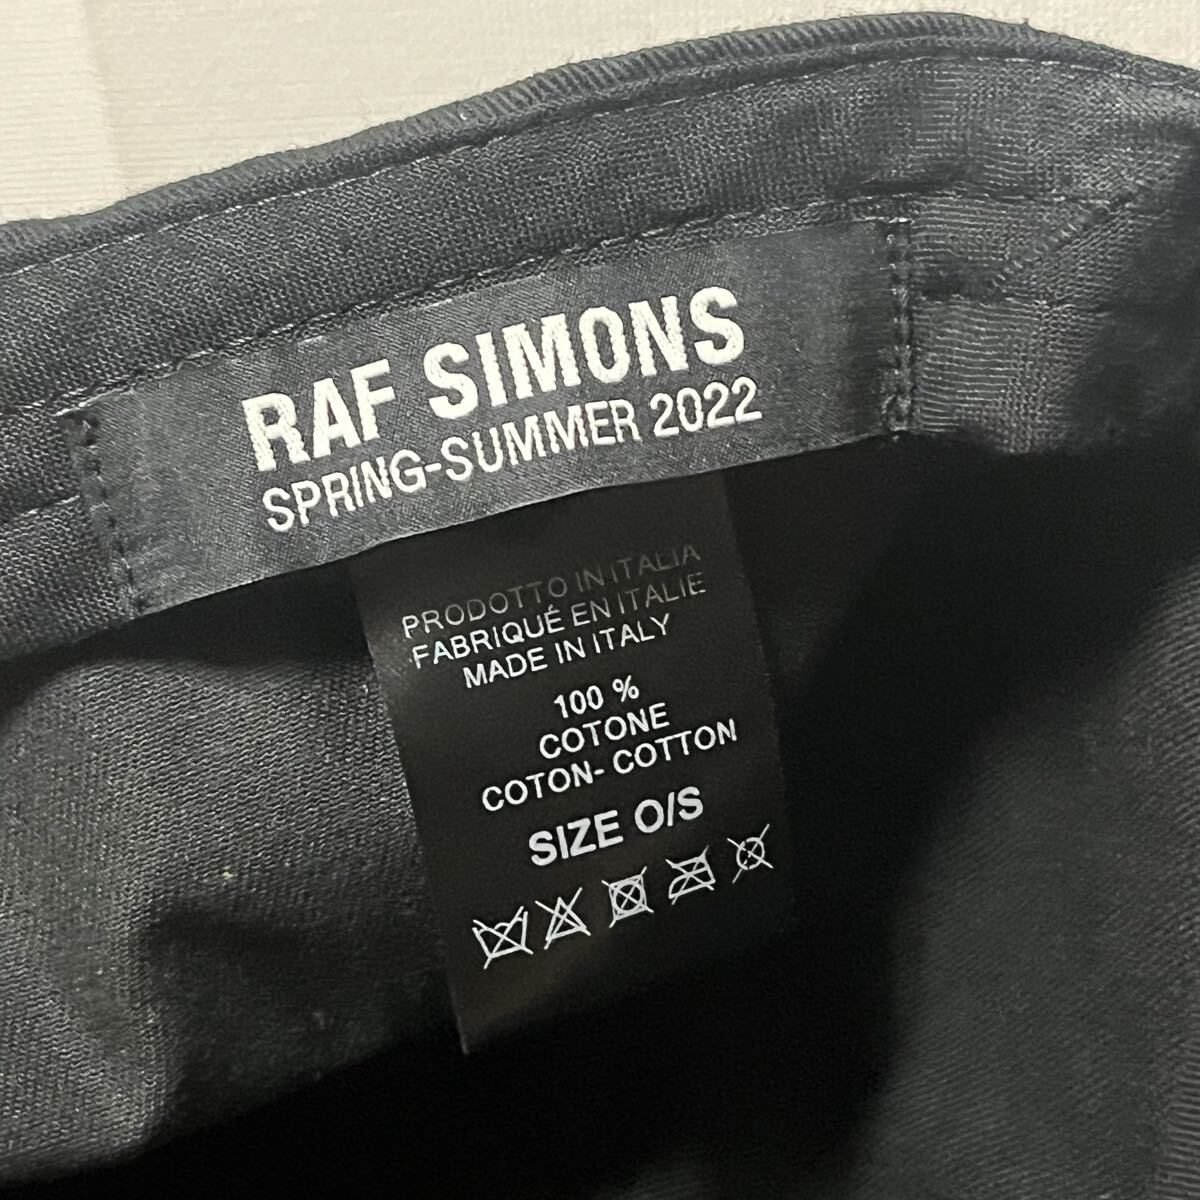 RAF SIMONS
SPRING-SUMMER 2022
PRODOTTO IN ITALIA
FABRIQUÉ EN ITALIE
MADE IN ITALY
100 %
COTONE
COTON- COTTON
SIZE O/S